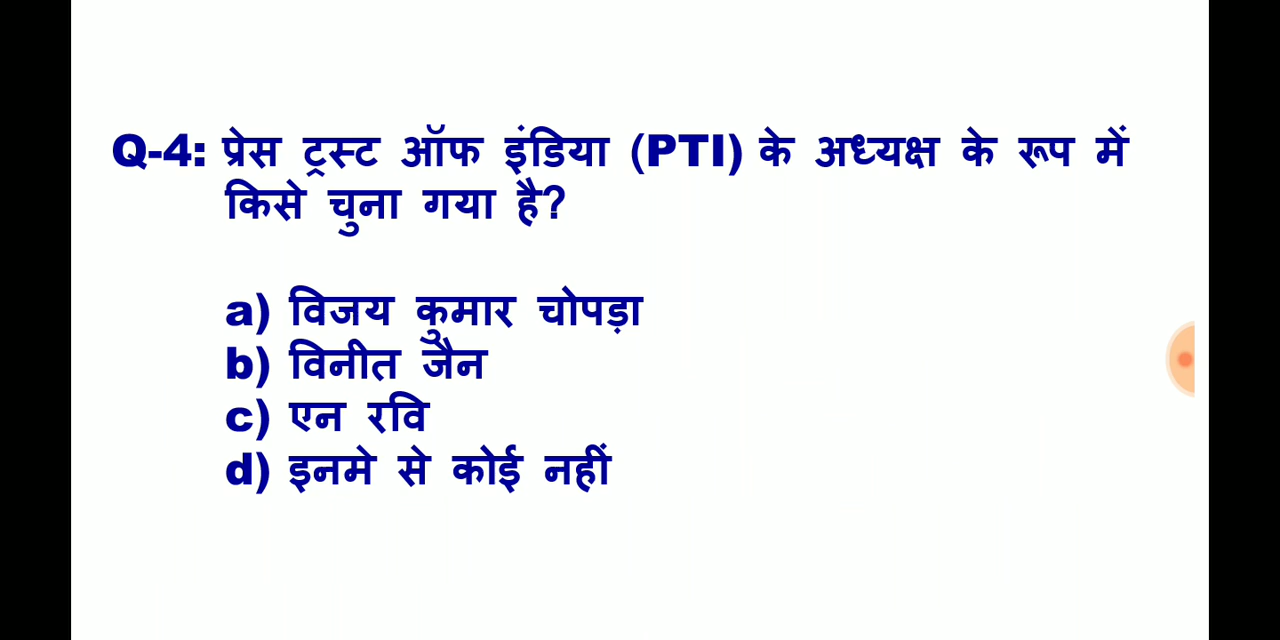 Q-4: प्रेस ट्रस्ट ऑफ इंडिया (PTI) के अध्यक्ष के रूप में
किसे चुना गया है?
a) विजय कुमार चोपड़ा
b) विनीत जैन
c) एन रवि
d) इनमे से कोई नहीं